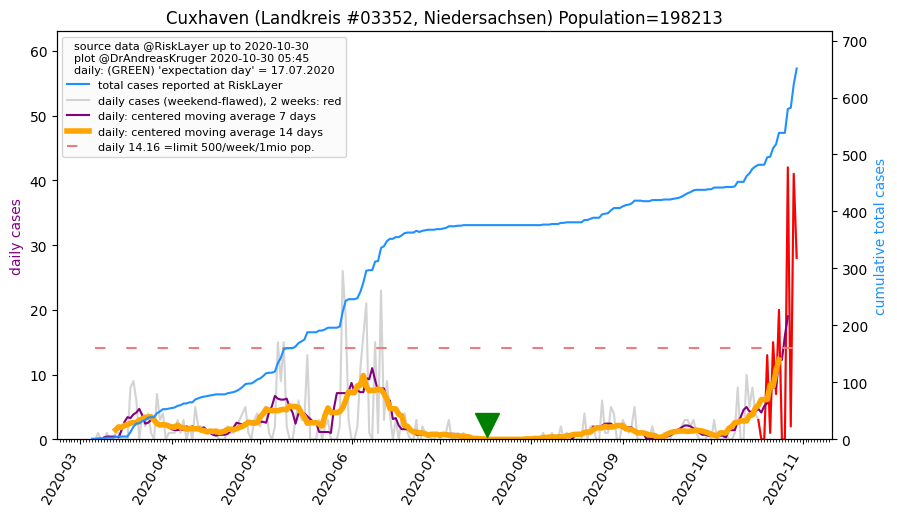 Cuxhaven (Landkreis #03352, Niedersachsen) Population=198213
source data @RiskLayer up to 2020-10-30
plot @DrAndreasKruger 2020-10-30 05:45
daily: (GREEN) 'expectation day' = 17.07.2020
total cases reported at RiskLayer
daily cases (weekend-flawed), 2 weeks: red
daily: centered moving average 7 days
daily: centered moving average 14 days
daily 14.16 =limit 500/week/1mio pop.
daily cases
60
50
40
30
20
10
0
cumulative total cases
700
600
500
400
300
200
100
0
2020-03
2020-04
2020-05
2020-06
2020-07
2020-08
2020-09
2020-10
2020-11